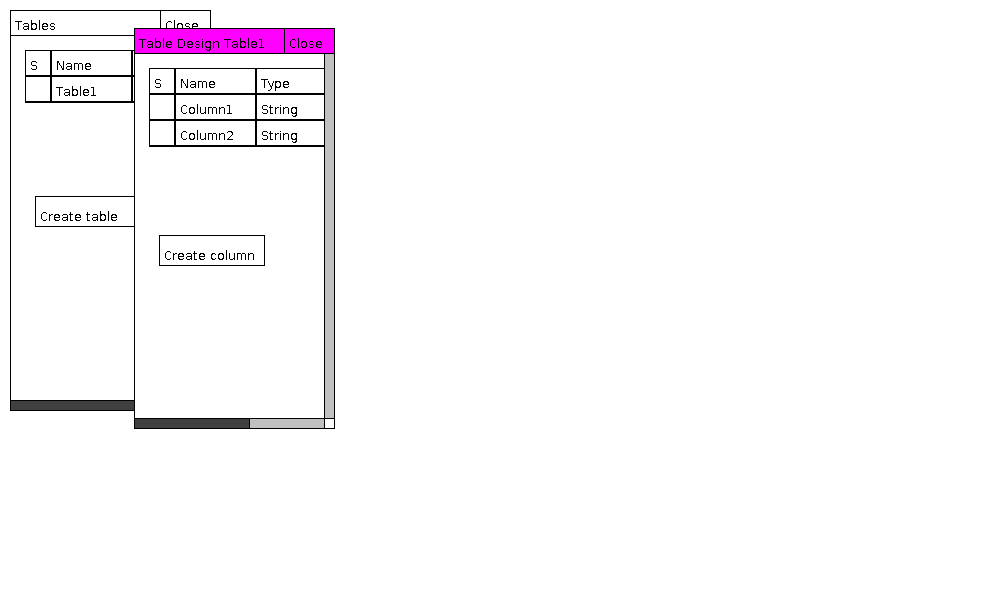 Tables Close
S Name
Table1
Create table
Table Design Table1 Close
S Name Type
Column1 String
Column2 String
Create column